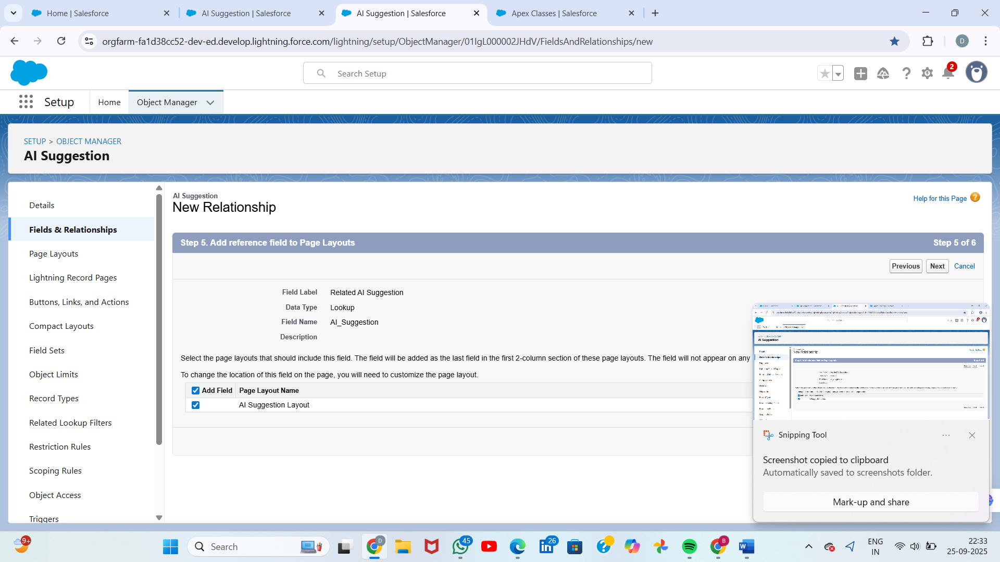 Home | Salesforce
AI Suggestion | Salesforce
AI Suggestion | Salesforce
Apex Classes | Salesforce
orgfarm-fa1d38cc52-dev-ed.develop.lightning.force.com/lightning/setup/ObjectManager/01IgL000002JHdV/FieldsAndRelationships/new
D
Search Setup
2
Setup
Home
Object Manager
SETUP > OBJECT MANAGER
AI Suggestion
Details
Fields & Relationships
Page Layouts
Lightning Record Pages
Buttons, Links, and Actions
Compact Layouts
Field Sets
Object Limits
Record Types
Related Lookup Filters
Restriction Rules
Scoping Rules
Object Access
Triggers
AI Suggestion
New Relationship
Help for this Page
Step 5. Add reference field to Page Layouts
Step 5 of 6
Previous
Next
Cancel
Field Label Related AI Suggestion
Data Type Lookup
Field Name AI_Suggestion
Description
Select the page layouts that should include this field. The field will be added as the last field in the first 2-column section of these page layouts. The field will not appear on any
To change the location of this field on the page, you will need to customize the page layout.
Add Field Page Layout Name
AI Suggestion Layout
Snipping Tool
Screenshot copied to clipboard
Automatically saved to screenshots folder.
Mark-up and share
9+
Search
D
45
26
B
ENG
IN
22:33
25-09-2025